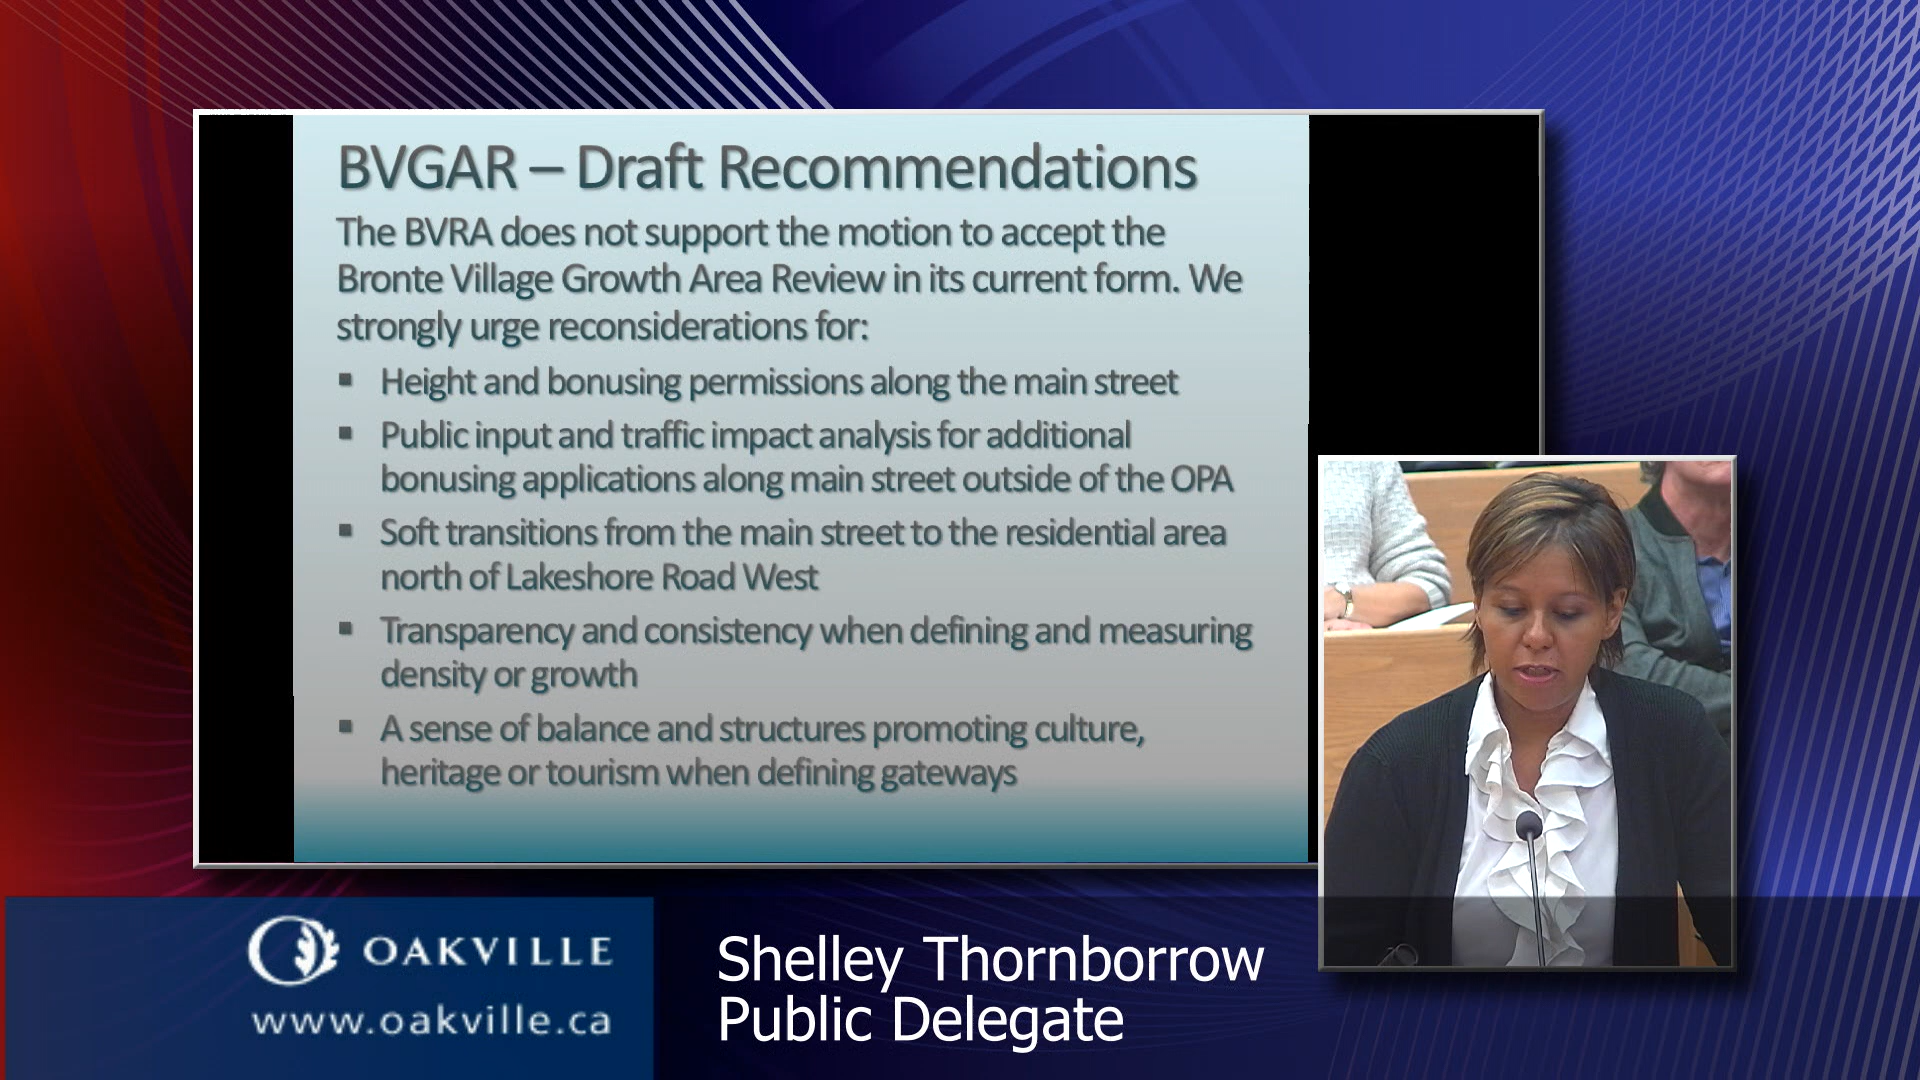 BVGAR – Draft Recommendations
The BVRA does not support the motion to accept the
Bronte Village Growth Area Review in its current form. We
strongly urge reconsiderations for:
▪ Height and bonusing permissions along the main street
▪ Public input and traffic impact analysis for additional
bonusing applications along main street outside of the OPA
▪ Soft transitions from the main street to the residential area
north of Lakeshore Road West
▪ Transparency and consistency when defining and measuring
density or growth
▪ A sense of balance and structures promoting culture,
heritage or tourism when defining gateways
OAKVILLE
www.oakville.ca
Shelley Thornborrow
Public Delegate